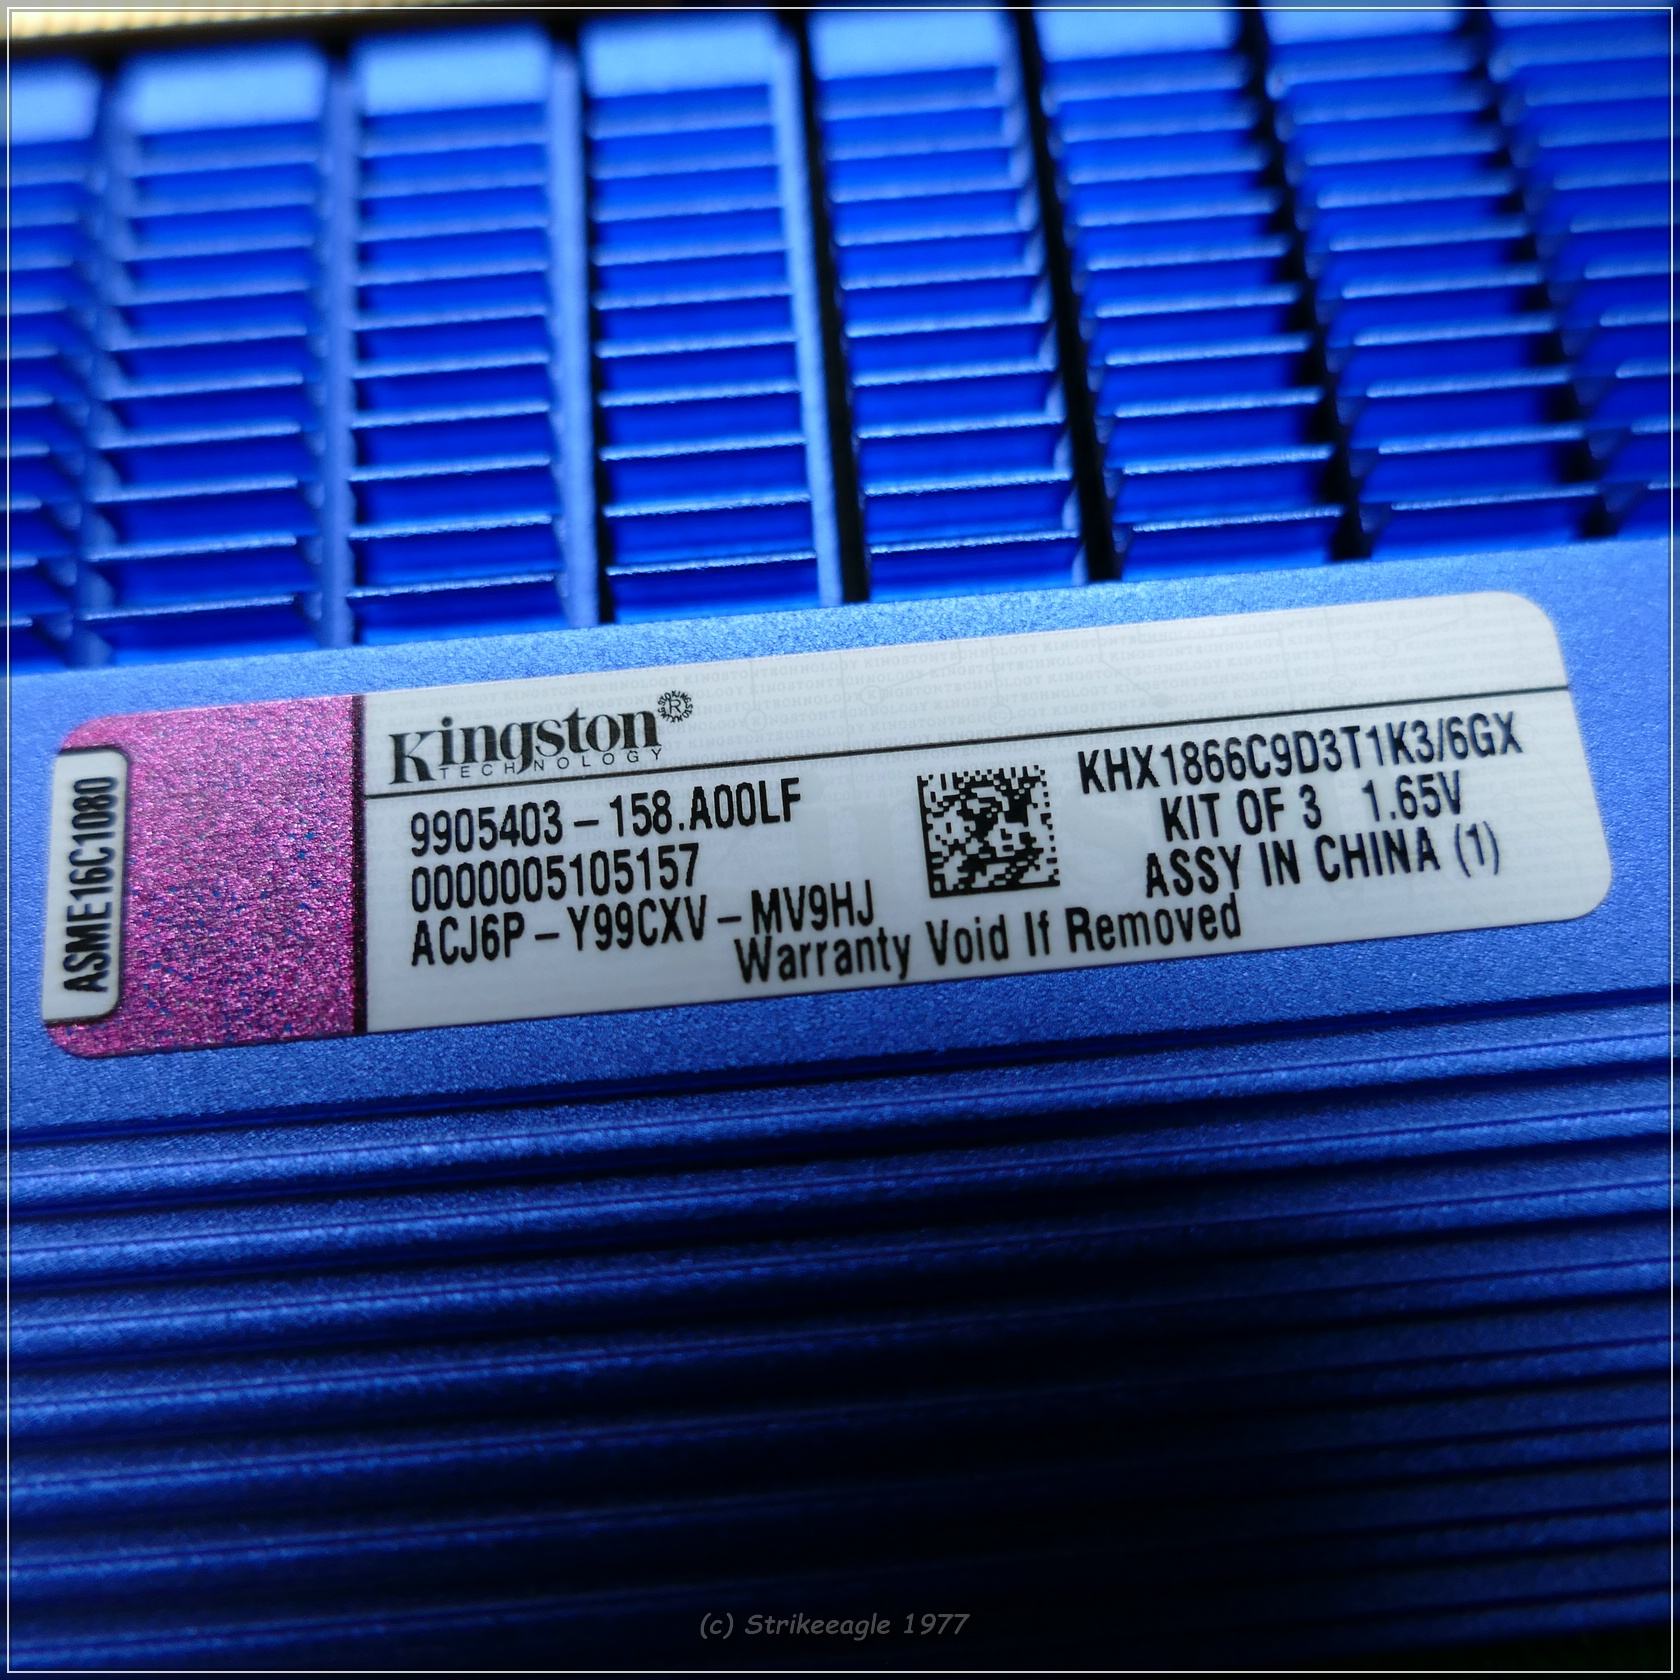 Kingston
TECHNOLOGY
ASME16C1080
9905403-158.A00LF
0000005105157
ACJ6P-Y99CXV-MV9HJ
Warranty Void If Removed
KHX1866C9D3T1K3/6GX
KIT OF 3 1.65V
ASSY IN CHINA (1)
(c) Strikeeagle 1977